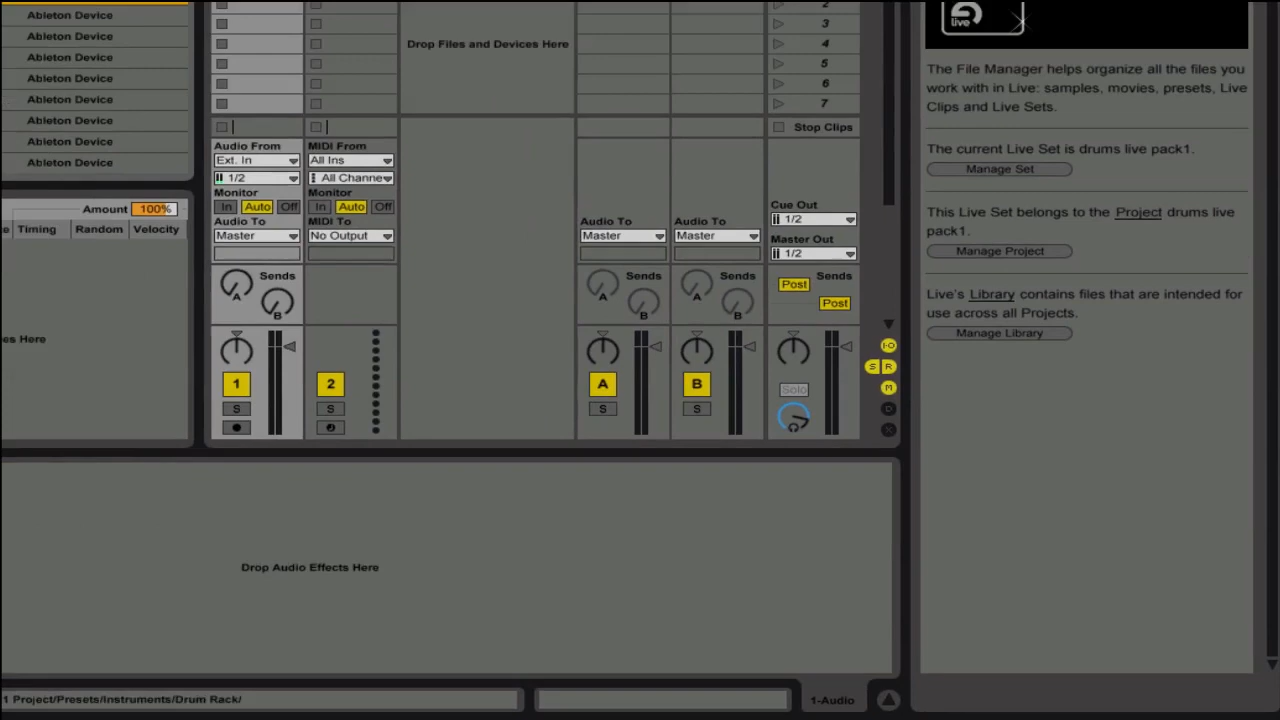 Ableton Device
Ableton Device
Ableton Device
Ableton Device
Ableton Device
Ableton Device
Ableton Device
Ableton Device
Amount 100%
Timing Random Velocity
es Here
2
3
4
5
6
7
Drop Files and Devices Here
Stop Clips
Audio From
Ext. In
1/2
Monitor
In Auto Off
Audio To
Master
Sends
A
B
1
S
MIDI From
All Ins
All Channe
Monitor
In Auto Off
MIDI To
No Output
2
S
Audio To
Master
Sends
A
B
A
S
Audio To
Master
Sends
A
B
B
S
Cue Out
1/2
Master Out
1/2
Sends
Post
Post
Solo
I-O
S R
M
D
X
Drop Audio Effects Here
1 Project/Presets/Instruments/Drum Rack/
1-Audio
live
The File Manager helps organize all the files you
work with in Live: samples, movies, presets, Live
Clips and Live Sets.
The current Live Set is drums live pack1.
Manage Set
This Live Set belongs to the Project drums live
pack1.
Manage Project
Live's Library contains files that are intended for
use across all Projects.
Manage Library